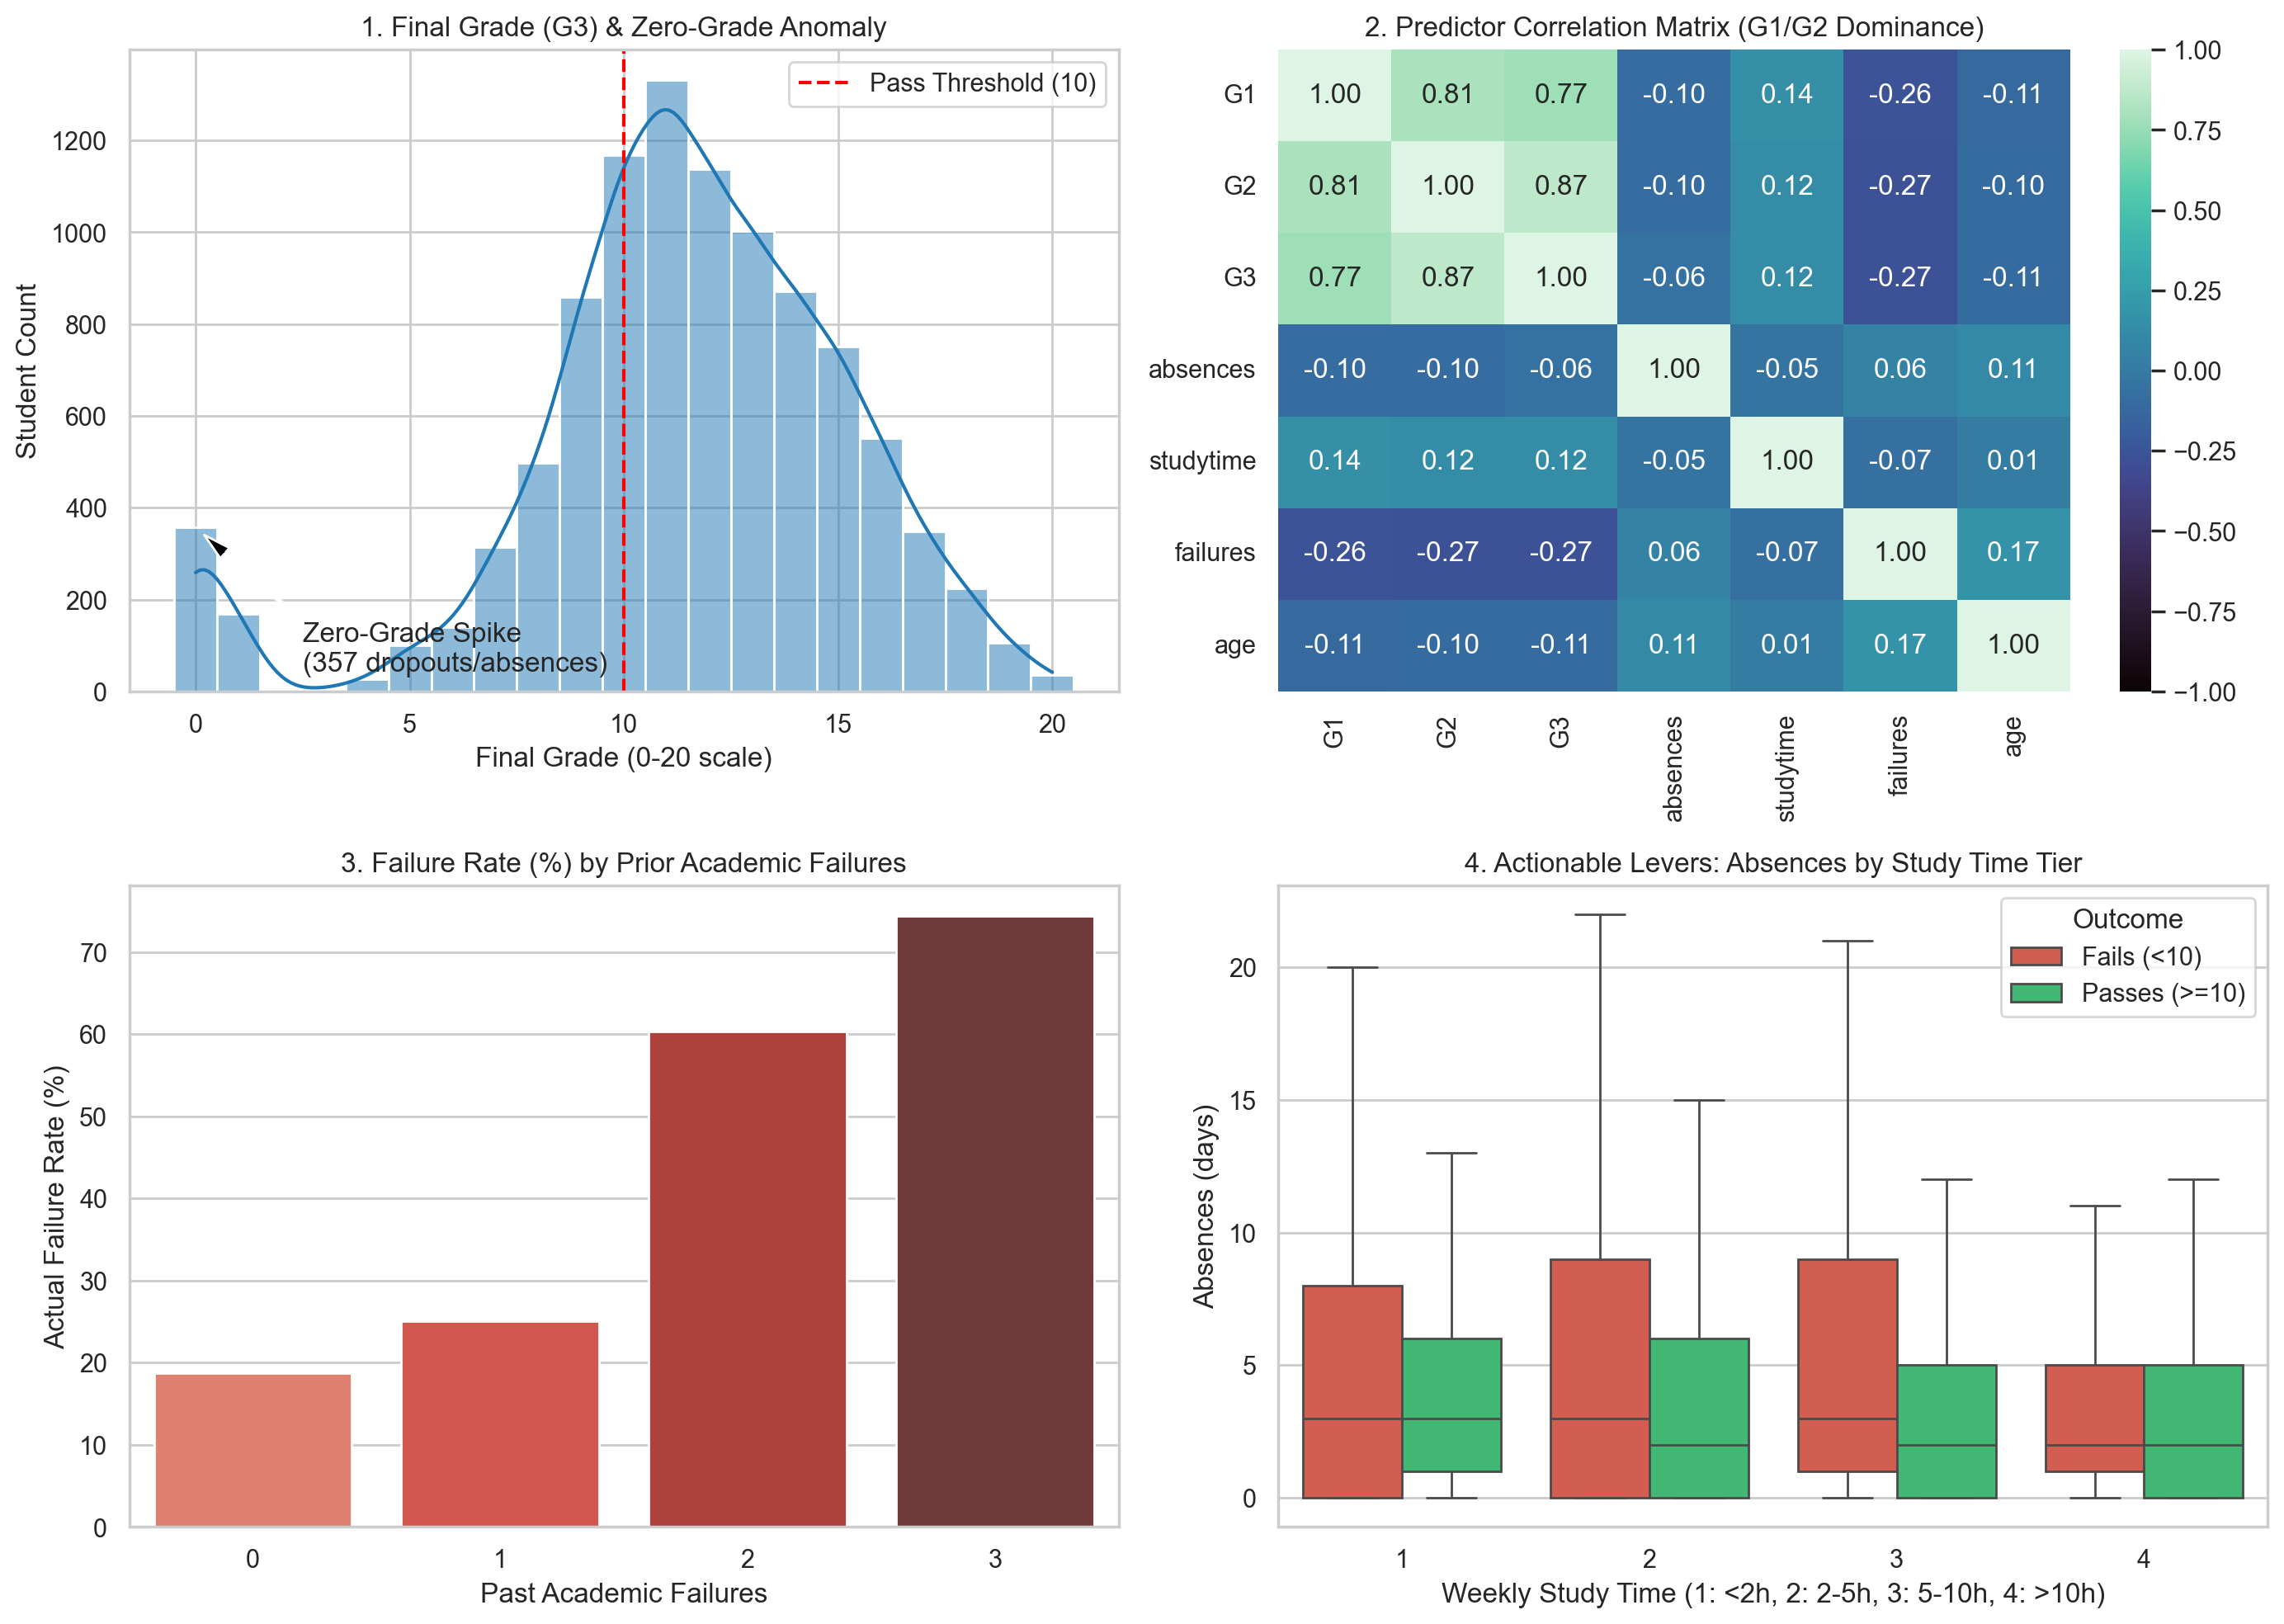 1. Final Grade (G3) & Zero-Grade Anomaly
Pass Threshold (10)
Student Count
1200
1000
800
600
400
200
0
Zero-Grade Spike
(357 dropouts/absences)
0 5 10 15 20
Final Grade (0-20 scale)
2. Predictor Correlation Matrix (G1/G2 Dominance)
G1 1.00 0.81 0.77 -0.10 0.14 -0.26 -0.11
G2 0.81 1.00 0.87 -0.10 0.12 -0.27 -0.10
G3 0.77 0.87 1.00 -0.06 0.12 -0.27 -0.11
absences -0.10 -0.10 -0.06 1.00 -0.05 0.06 0.11
studytime 0.14 0.12 0.12 -0.05 1.00 -0.07 0.01
failures -0.26 -0.27 -0.27 0.06 -0.07 1.00 0.17
age -0.11 -0.10 -0.11 0.11 0.01 0.17 1.00
G1 G2 G3 absences studytime failures age
1.00
0.75
0.50
0.25
0.00
−0.25
−0.50
−0.75
−1.00
3. Failure Rate (%) by Prior Academic Failures
Actual Failure Rate (%)
70
60
50
40
30
20
10
0
0 1 2 3
Past Academic Failures
4. Actionable Levers: Absences by Study Time Tier
Outcome
Fails (<10)
Passes (>=10)
Absences (days)
20
15
10
5
0
1 2 3 4
Weekly Study Time (1: <2h, 2: 2-5h, 3: 5-10h, 4: >10h)